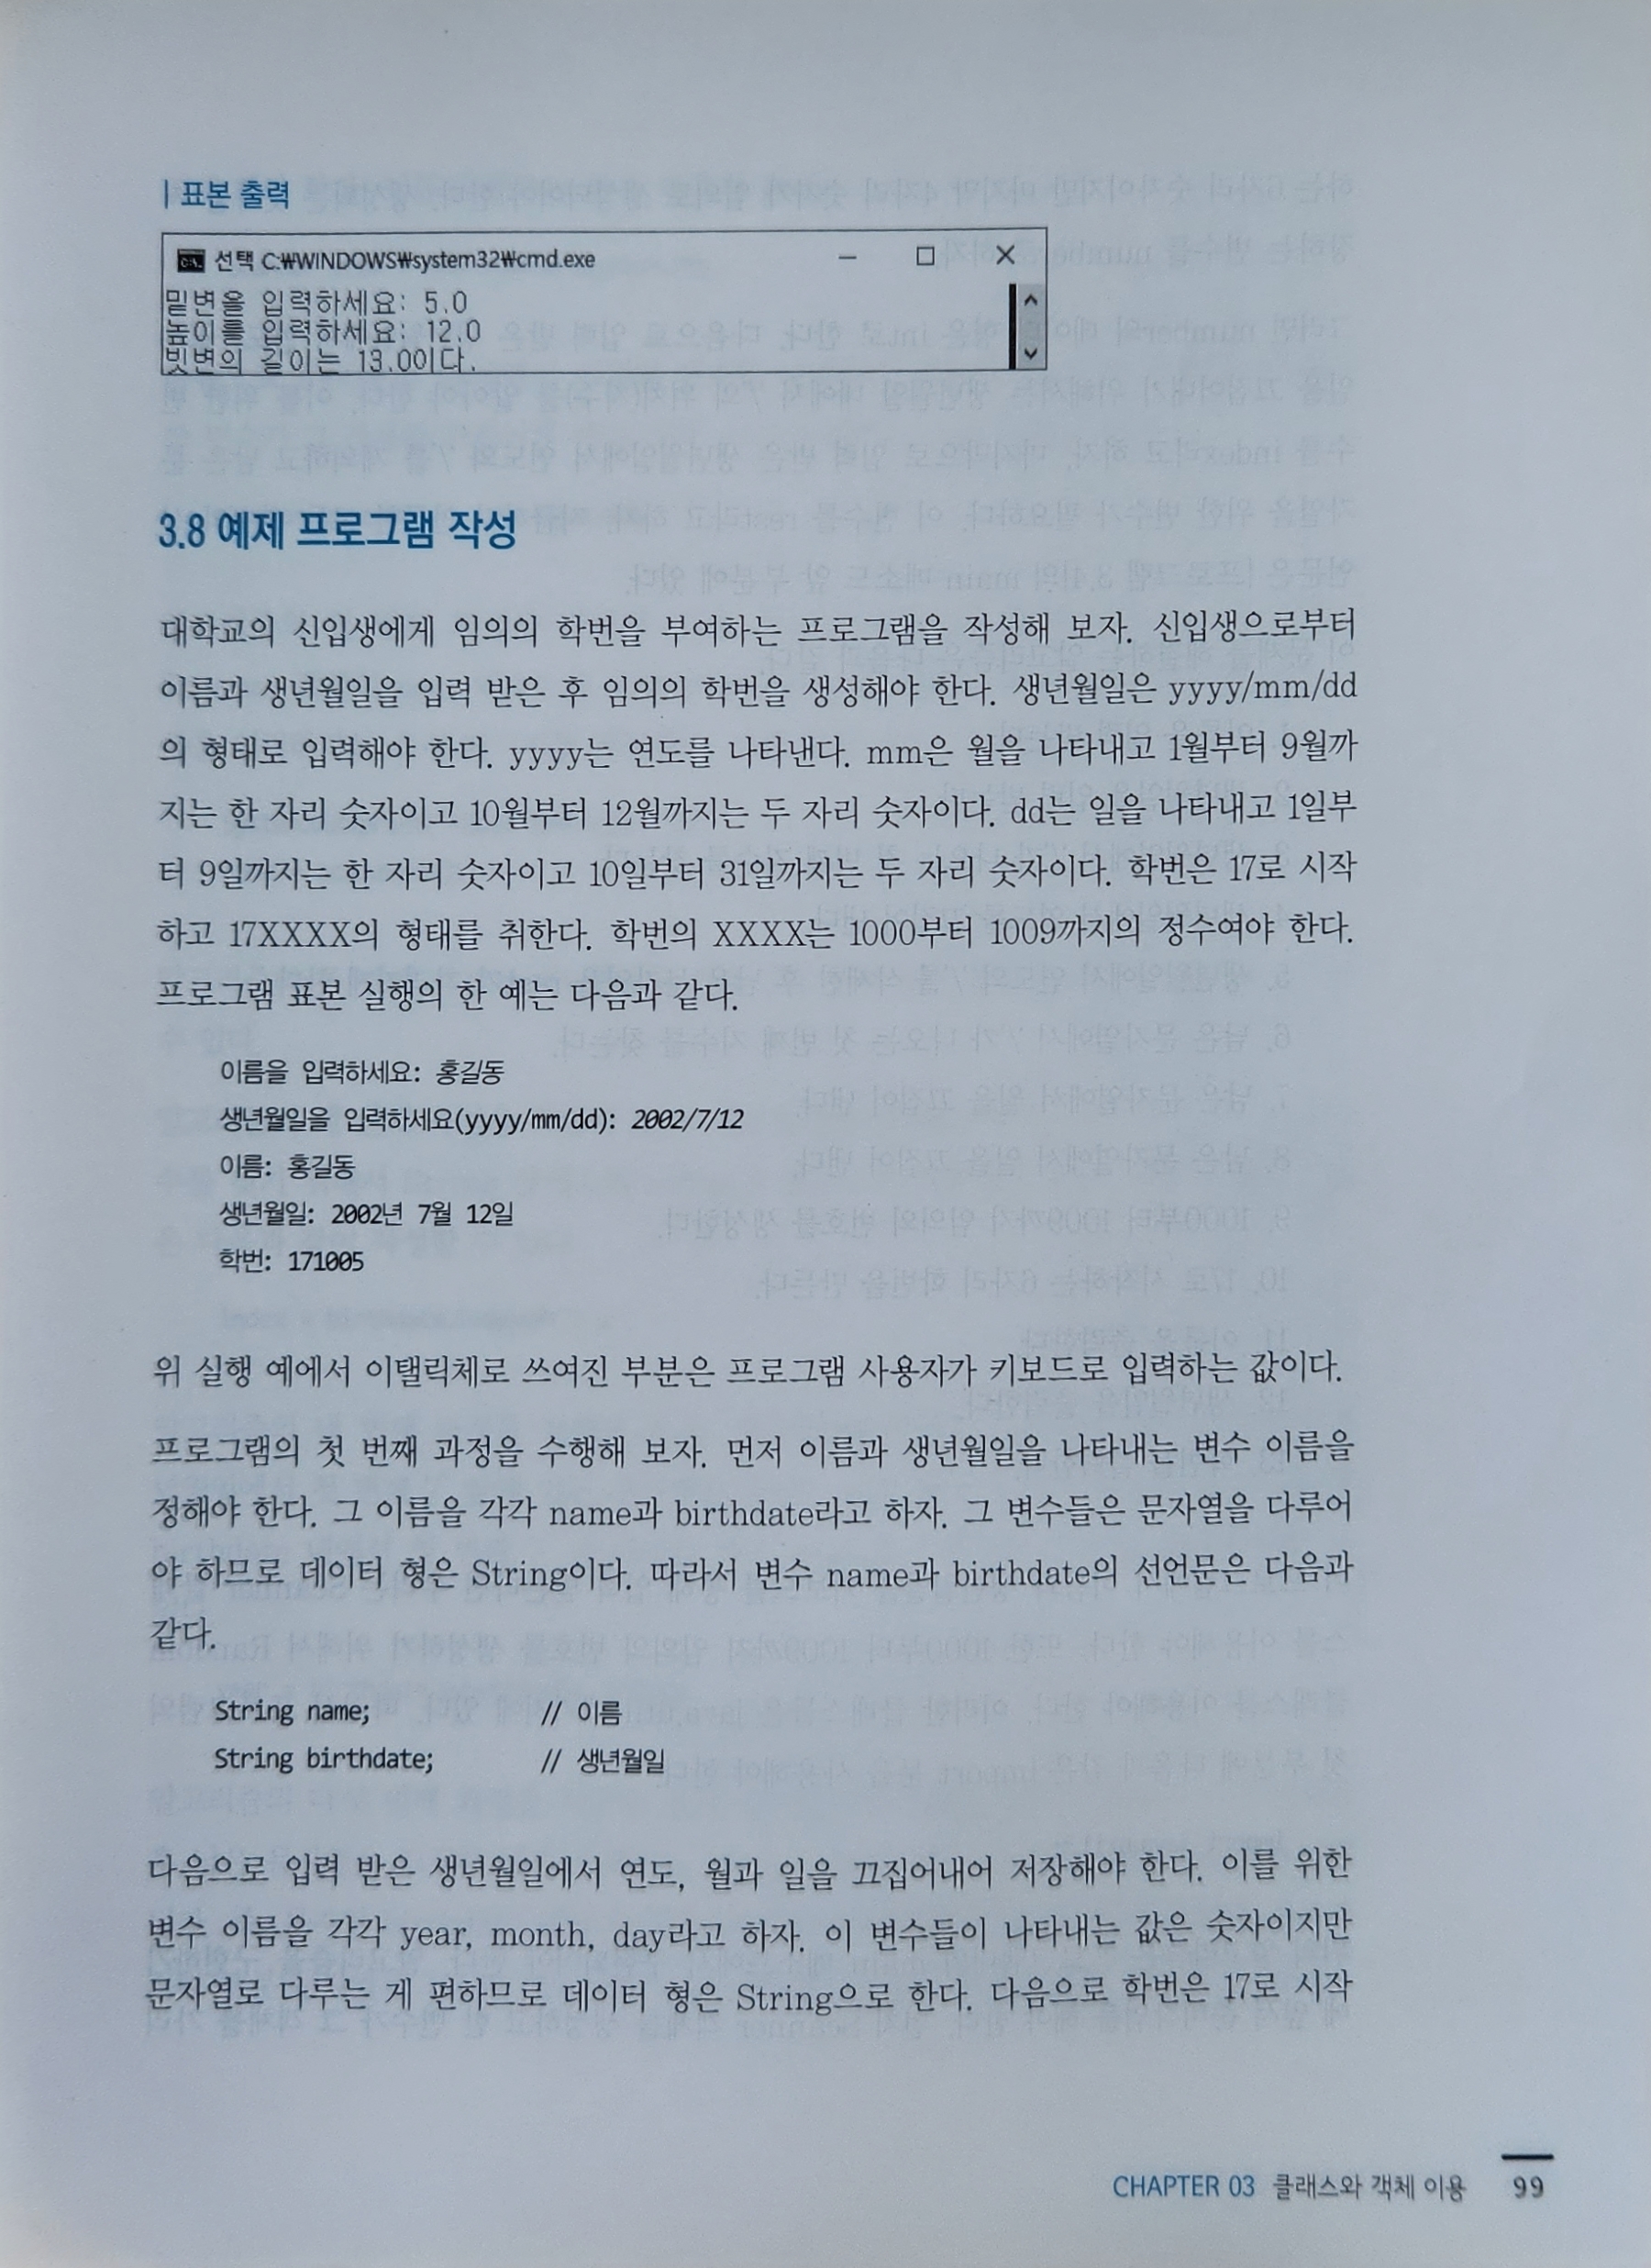 | 표본 출력
선택 C:₩WINDOWS₩system32₩cmd.exe
밑변을 입력하세요: 5.0
높이를 입력하세요: 12.0
빗변의 길이는 13.0이다.
3.8 예제 프로그램 작성
대학교의 신입생에게 임의의 학번을 부여하는 프로그램을 작성해 보자. 신입생으로부터
이름과 생년월일을 입력 받은 후 임의의 학번을 생성해야 한다. 생년월일은 yyyy/mm/dd
의 형태로 입력해야 한다. yyyy는 연도를 나타낸다. mm은 월을 나타내고 1월부터 9월까
지는 한 자리 숫자이고 10월부터 12월까지는 두 자리 숫자이다. dd는 일을 나타내고 1일부
터 9일까지는 한 자리 숫자이고 10일부터 31일까지는 두 자리 숫자이다. 학번은 17로 시작
하고 17XXXX의 형태를 취한다. 학번의 XXXX는 1000부터 1009까지의 정수여야 한다.
프로그램 표본 실행의 한 예는 다음과 같다.
이름을 입력하세요: 홍길동
생년월일을 입력하세요(yyyy/mm/dd): 2002/7/12
이름: 홍길동
생년월일: 2002년 7월 12일
학번: 171005
위 실행 예에서 이탤릭체로 쓰여진 부분은 프로그램 사용자가 키보드로 입력하는 값이다.
프로그램의 첫 번째 과정을 수행해 보자. 먼저 이름과 생년월일을 나타내는 변수 이름을
정해야 한다. 그 이름을 각각 name과 birthdate라고 하자. 그 변수들은 문자열을 다루어
야 하므로 데이터 형은 String이다. 따라서 변수 name과 birthdate의 선언문은 다음과
같다.
String name; // 이름
String birthdate; // 생년월일
다음으로 입력 받은 생년월일에서 연도, 월과 일을 끄집어내어 저장해야 한다. 이를 위한
변수 이름을 각각 year, month, day라고 하자. 이 변수들이 나타내는 값은 숫자이지만
문자열로 다루는 게 편하므로 데이터 형은 String으로 한다. 다음으로 학번은 17로 시작
CHAPTER 03 클래스와 객체 이용 99